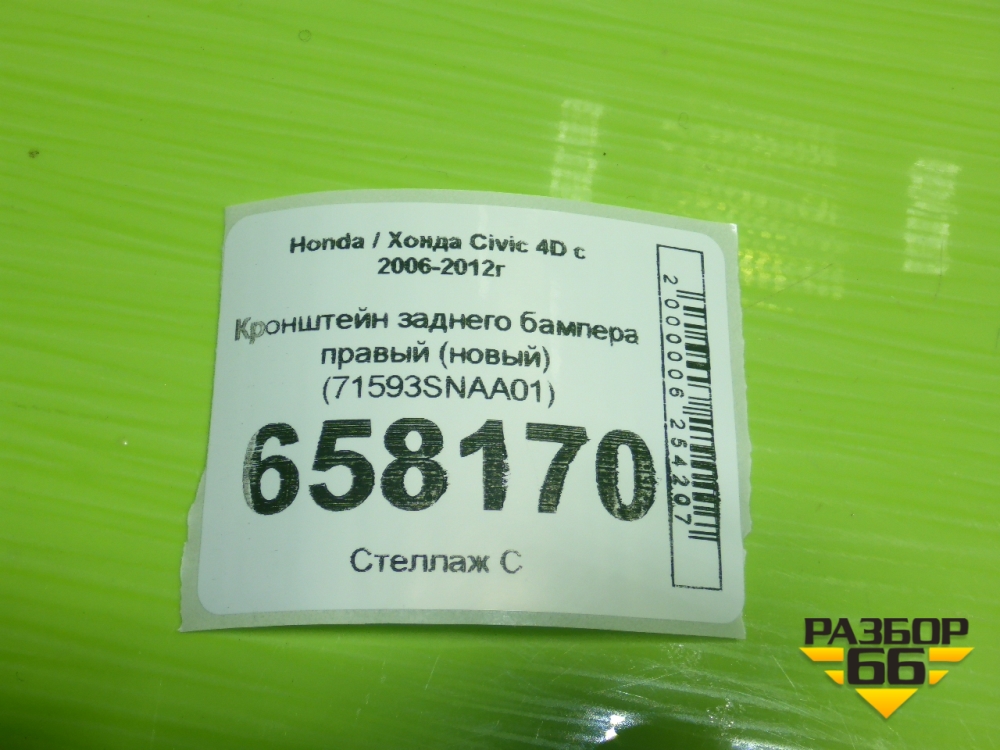 Honda / Хонда Civic 4D с
2006-2012г
Кронштейн заднего бампера
правый (новый)
(71593SNAA01)
658170
Стеллаж С
2000006254207
РАЗБОР
66